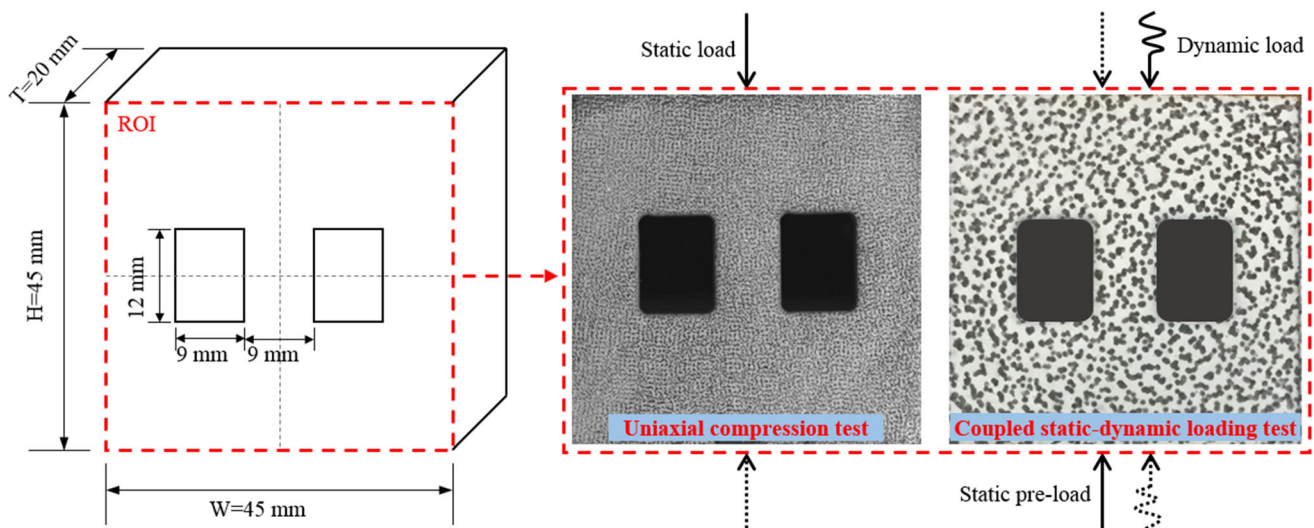 T=20 mm
ROI
H=45 mm
12 mm
9 mm
9 mm
W=45 mm
Static load
Dynamic load
Uniaxial compression test
Coupled static-dynamic loading test
Static pre-load